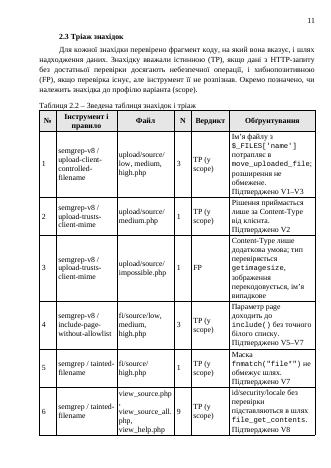 11
2.3 Тріаж знахідок
Для кожної знахідки перевірено фрагмент коду, на який вона вказує, і шлях
надходження даних. Знахідку вважали істинною (TP), якщо дані з HTTP-запиту
без достатньої перевірки досягають небезпечної операції, і хибнопозитивною
(FP), якщо перевірка існує, але інструмент її не розпізнав. Окремо позначено, чи
належить знахідка до профілю варіанта (scope).
Таблиця 2.2 – Зведена таблиця знахідок і тріаж
№ Інструмент і правило Файл N Вердикт Обґрунтування
1 semgrep-v8 / upload-client-controlled-filename upload/source/ low, medium, high.php 3 TP (у scope) Ім'я файлу з $_FILES['name'] потрапляє в move_uploaded_file; розширення не обмежене. Підтверджено V1–V3
2 semgrep-v8 / upload-trusts-client-mime upload/source/ medium.php 1 TP (у scope) Рішення приймається лише за Content-Type від клієнта. Підтверджено V2
3 semgrep-v8 / upload-trusts-client-mime upload/source/ impossible.php 1 FP Content-Type лише додаткова умова; тип перевіряється getimagesize, зображення перекодовується, ім'я випадкове
4 semgrep-v8 / include-page-without-allowlist fi/source/low, medium, high.php 3 TP (у scope) Параметр page доходить до include() без точного білого списку. Підтверджено V5–V7
5 semgrep / tainted-filename fi/source/ high.php 1 TP (у scope) Маска fnmatch("file*") не обмежує шлях. Підтверджено V7
6 semgrep / tainted-filename view_source.php, view_source_all.php, view_help.php 9 TP (у scope) id/security/locale без перевірки підставляються в шлях file_get_contents. Підтверджено V8